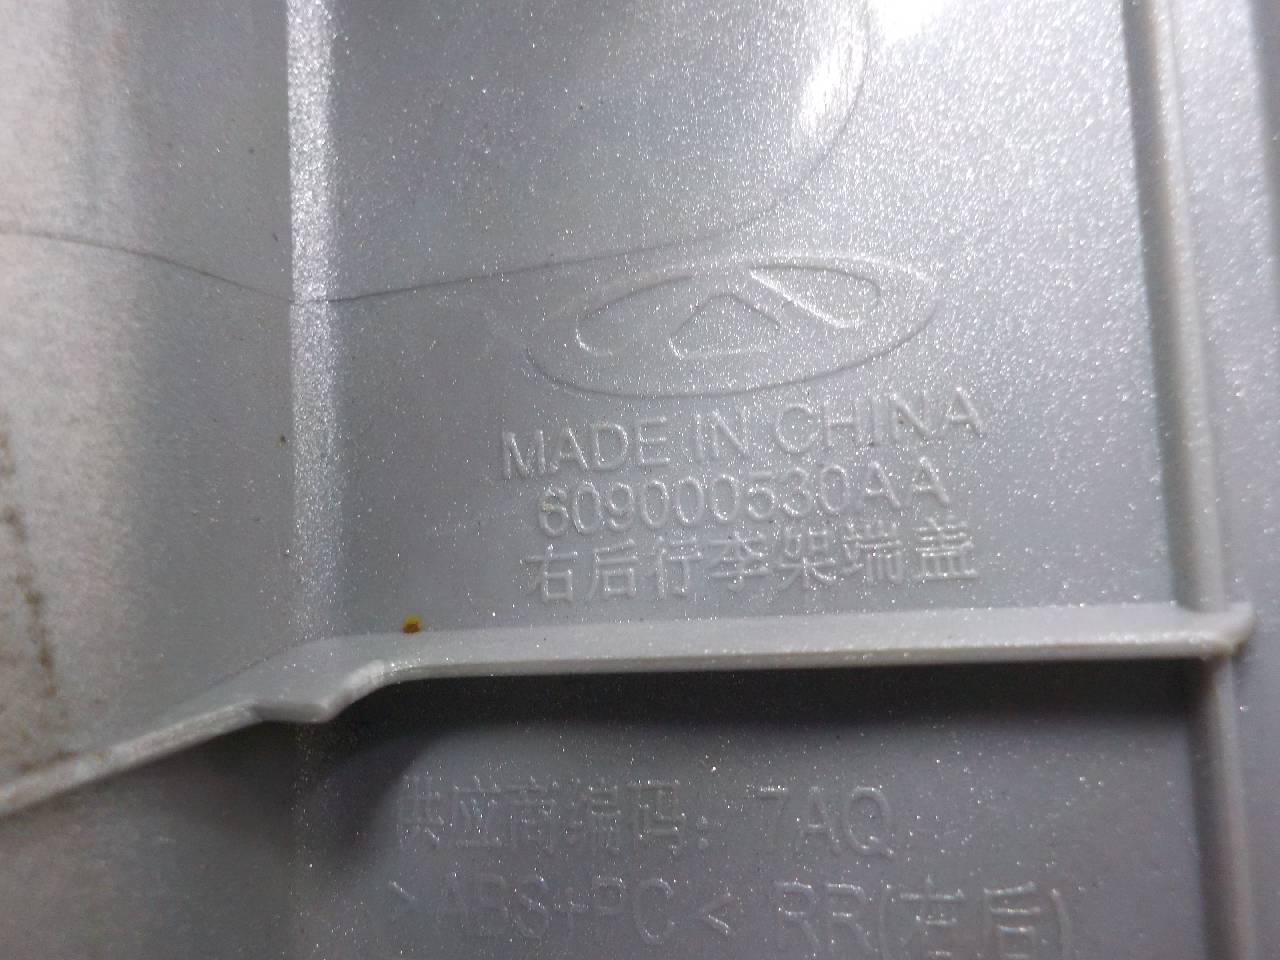 MADE IN CHINA
609000530AA
右后行李架端盖
供应商编码：7AQ
>ABS+PC< RR(右后)